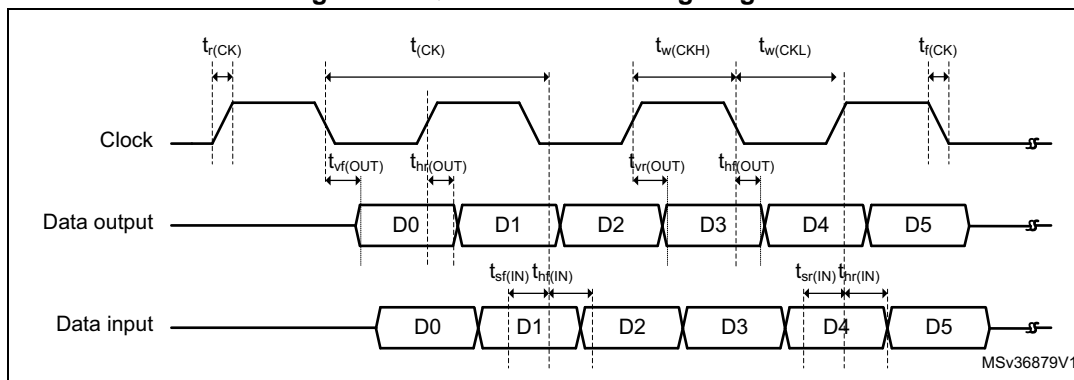 tr(CK) t(CK) tw(CKH) tw(CKL) tf(CK)
Clock
tvf(OUT) thr(OUT) tvr(OUT) thf(OUT)
Data output D0 D1 D2 D3 D4 D5
tsf(IN) thf(IN) tsr(IN) thr(IN)
Data input D0 D1 D2 D3 D4 D5
MSv36879V1